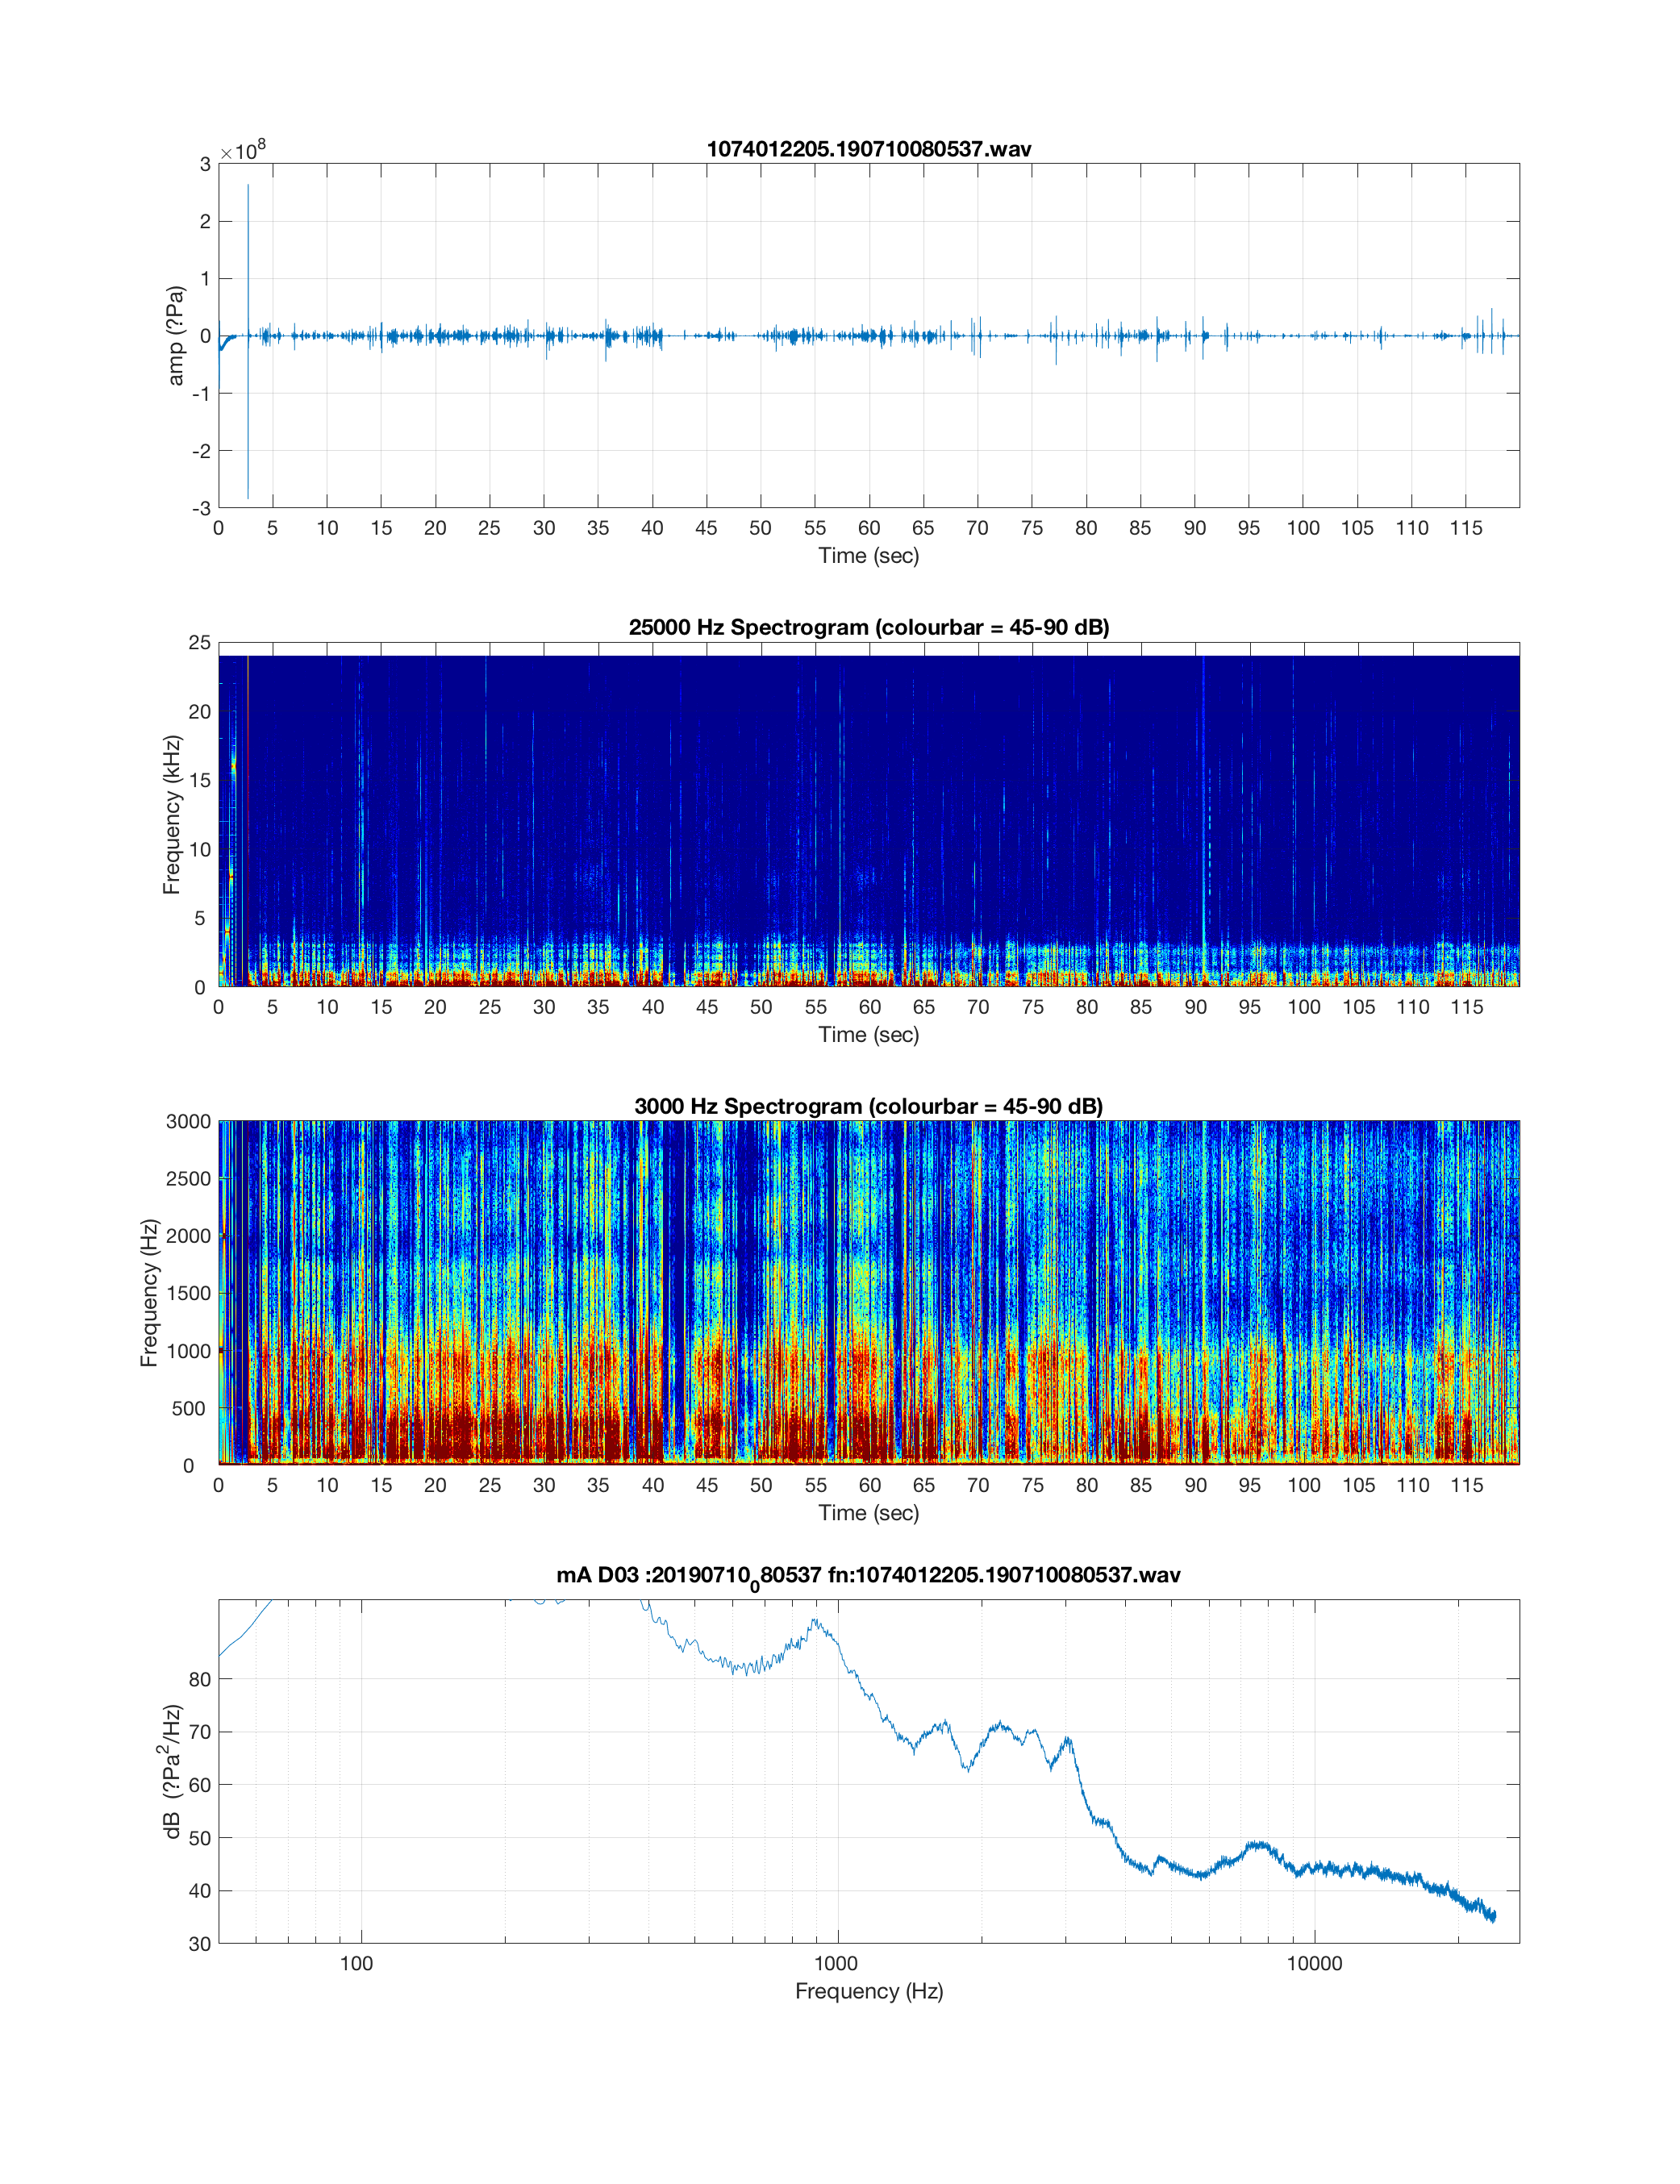 1074012205.190710080537.wav
×10^8
3
2
1
0
-1
-2
-3
amp (?Pa)
0 5 10 15 20 25 30 35 40 45 50 55 60 65 70 75 80 85 90 95 100 105 110 115
Time (sec)
25000 Hz Spectrogram (colourbar = 45-90 dB)
25
20
15
10
5
0
Frequency (kHz)
0 5 10 15 20 25 30 35 40 45 50 55 60 65 70 75 80 85 90 95 100 105 110 115
Time (sec)
3000 Hz Spectrogram (colourbar = 45-90 dB)
3000
2500
2000
1500
1000
500
0
Frequency (Hz)
0 5 10 15 20 25 30 35 40 45 50 55 60 65 70 75 80 85 90 95 100 105 110 115
Time (sec)
mA D03 :20190710_080537 fn:1074012205.190710080537.wav
80
70
60
50
40
30
dB (?Pa^2/Hz)
100 1000 10000
Frequency (Hz)